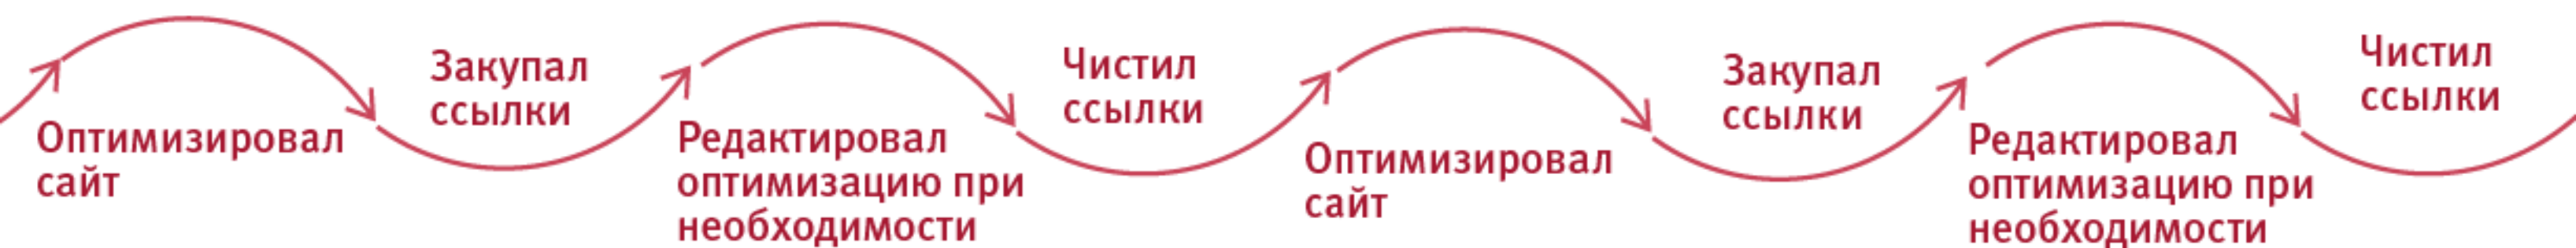 Оптимизировал
сайт
Закупал
ссылки
Редактировал
оптимизацию при
необходимости
Чистил
ссылки
Оптимизировал
сайт
Закупал
ссылки
Редактировал
оптимизацию при
необходимости
Чистил
ссылки